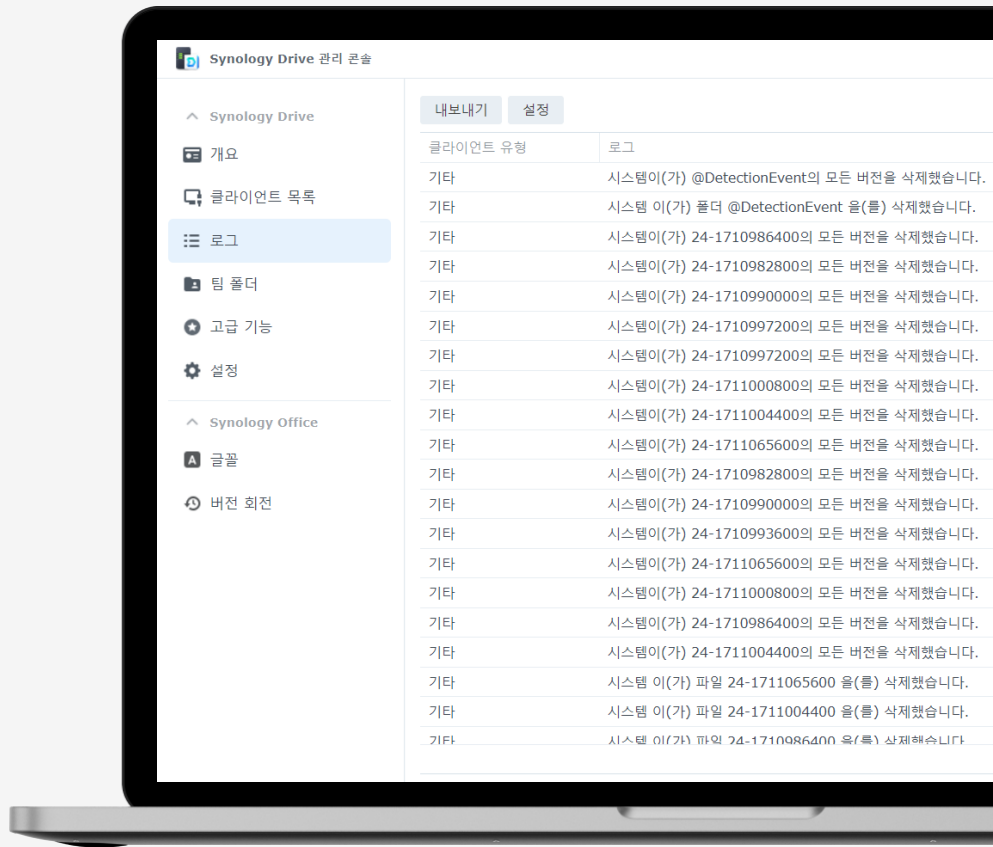 Synology Drive 관리 콘솔
Synology Drive
개요
클라이언트 목록
로그
팀 폴더
고급 기능
설정
Synology Office
글꼴
버전 회전
내보내기 설정
클라이언트 유형 로그
기타 시스템이(가) @DetectionEvent의 모든 버전을 삭제했습니다.
기타 시스템 이(가) 폴더 @DetectionEvent 을(를) 삭제했습니다.
기타 시스템이(가) 24-1710986400의 모든 버전을 삭제했습니다.
기타 시스템이(가) 24-1710982800의 모든 버전을 삭제했습니다.
기타 시스템이(가) 24-1710990000의 모든 버전을 삭제했습니다.
기타 시스템이(가) 24-1710997200의 모든 버전을 삭제했습니다.
기타 시스템이(가) 24-1710997200의 모든 버전을 삭제했습니다.
기타 시스템이(가) 24-1711000800의 모든 버전을 삭제했습니다.
기타 시스템이(가) 24-1711004400의 모든 버전을 삭제했습니다.
기타 시스템이(가) 24-1711065600의 모든 버전을 삭제했습니다.
기타 시스템이(가) 24-1710982800의 모든 버전을 삭제했습니다.
기타 시스템이(가) 24-1710990000의 모든 버전을 삭제했습니다.
기타 시스템이(가) 24-1710993600의 모든 버전을 삭제했습니다.
기타 시스템이(가) 24-1711065600의 모든 버전을 삭제했습니다.
기타 시스템이(가) 24-1711000800의 모든 버전을 삭제했습니다.
기타 시스템이(가) 24-1710986400의 모든 버전을 삭제했습니다.
기타 시스템이(가) 24-1711004400의 모든 버전을 삭제했습니다.
기타 시스템 이(가) 파일 24-1711065600 을(를) 삭제했습니다.
기타 시스템 이(가) 파일 24-1711004400 을(를) 삭제했습니다.
기타 시스템 이(가) 파일 24-1710986400 을(를) 삭제했습니다